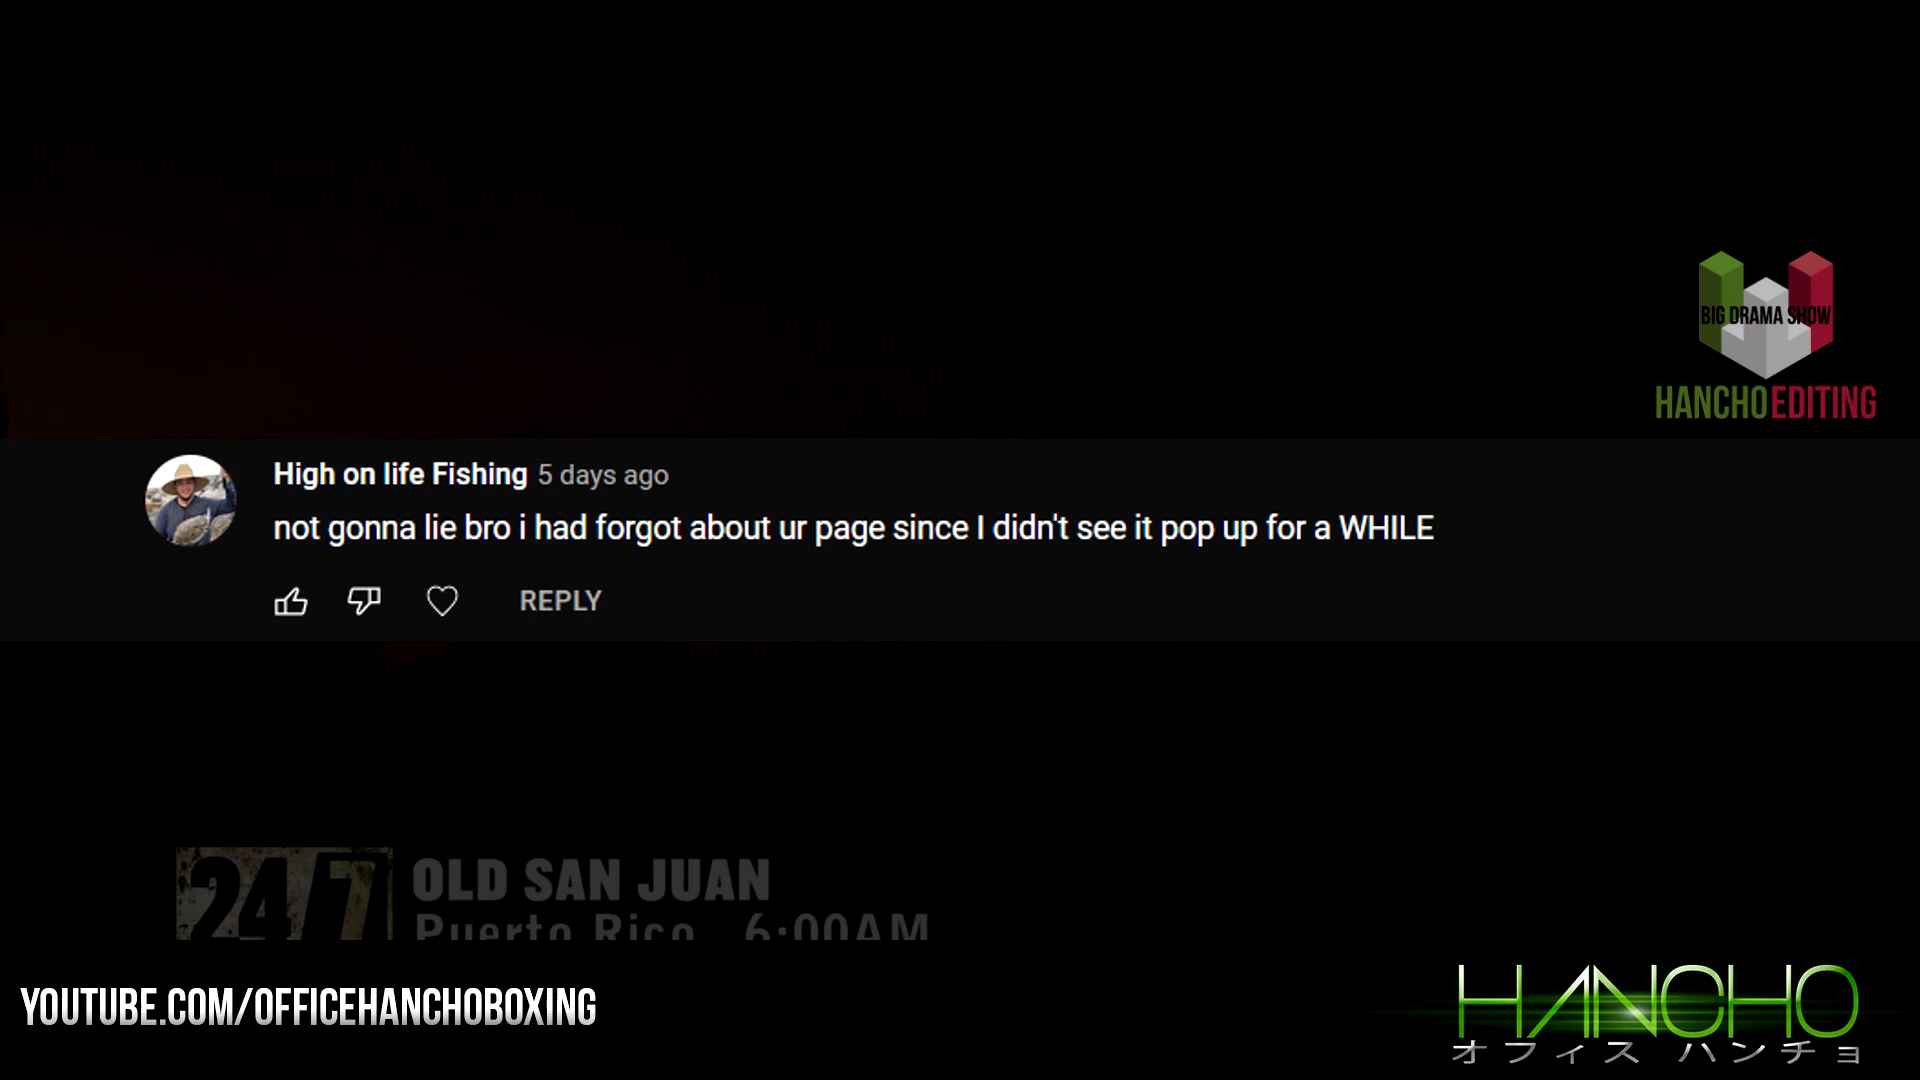 BIG DRAMA SHOW
HANCHOEDITING
High on life Fishing 5 days ago
not gonna lie bro i had forgot about ur page since I didn't see it pop up for a WHILE
REPLY
24/7
OLD SAN JUAN
Puerto Rico 6:00AM
YOUTUBE.COM/OFFICEHANCHOBOXING
HANCHO
オフィス ハンチョ